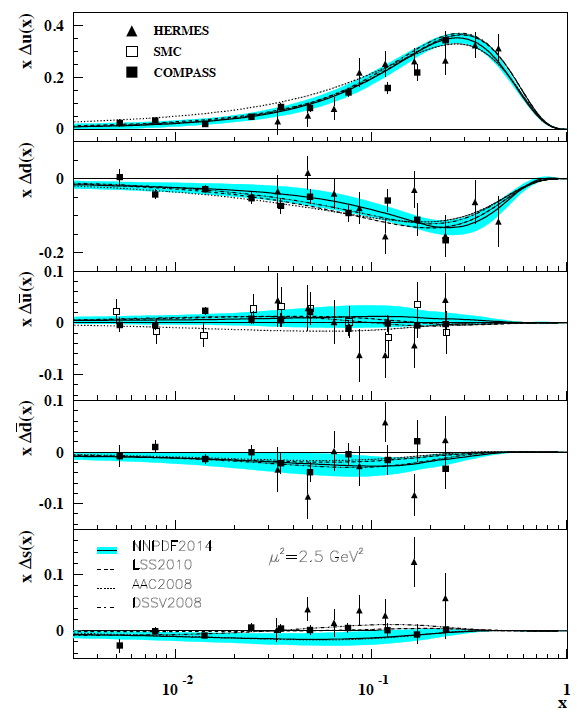 x Δu(x)
0.4
0.2
0
HERMES
SMC
COMPASS
x Δd(x)
0
-0.2
x Δu̅(x)
0.1
0
-0.1
x Δd̅(x)
0.1
0
-0.1
x Δs(x)
0.1
0
NNPDF2014
LSS2010
AAC2008
DSSV2008
μ²=2.5 GeV²
10⁻²
10⁻¹
1
x